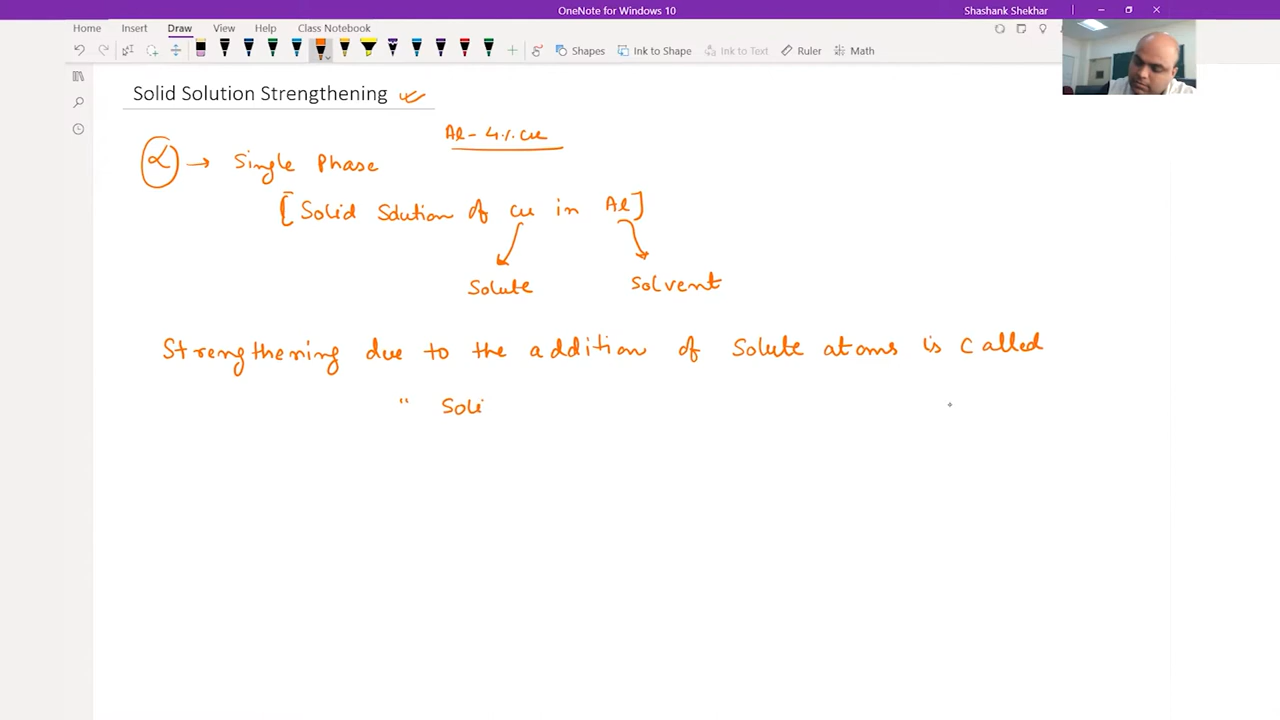 OneNote for Windows 10
Shashank Shekhar
Home Insert Draw View Help Class Notebook
Shapes Ink to Shape Ink to Text Ruler Math
Solid Solution Strengthening
Al - 4% Cu
α → Single Phase
[Solid Solution of Cu in Al]
Solute Solvent
Strengthening due to the addition of Solute atoms is called
" Soli